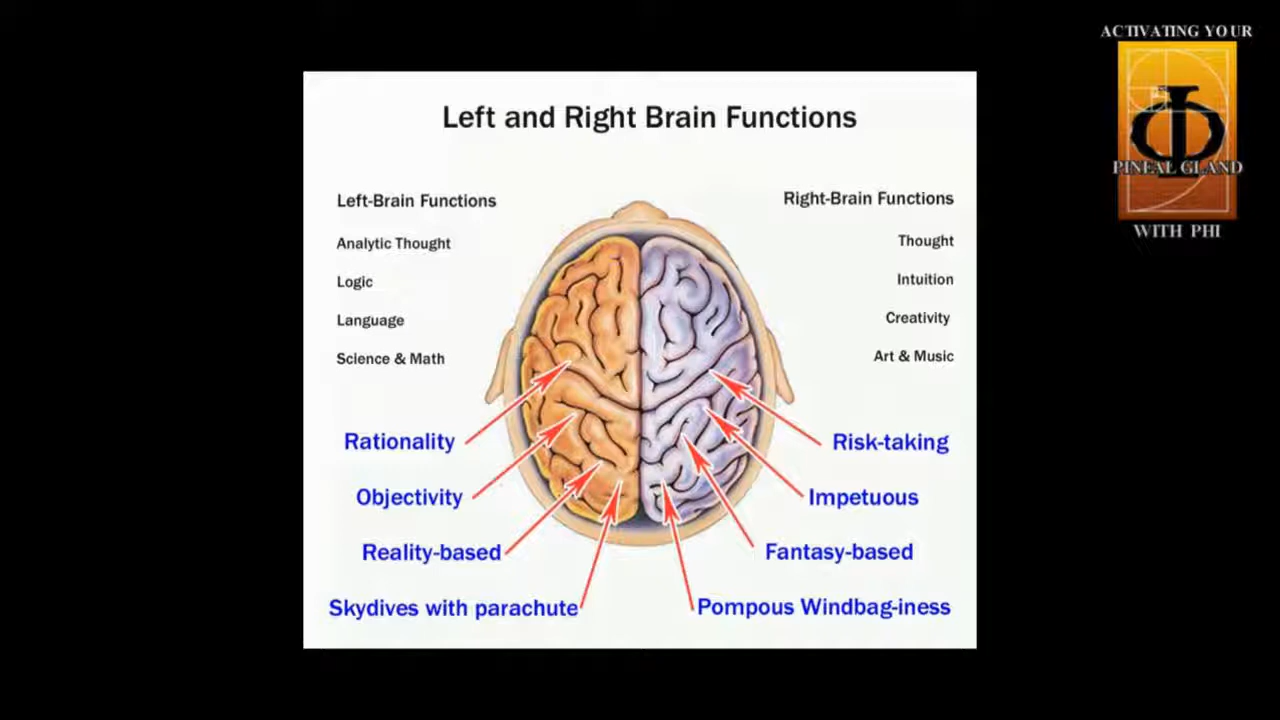 ACTIVATING YOUR
PINEAL GLAND
WITH PHI
Left and Right Brain Functions
Left-Brain Functions
Analytic Thought
Logic
Language
Science & Math
Rationality
Objectivity
Reality-based
Skydives with parachute
Right-Brain Functions
Thought
Intuition
Creativity
Art & Music
Risk-taking
Impetuous
Fantasy-based
Pompous Windbag-iness